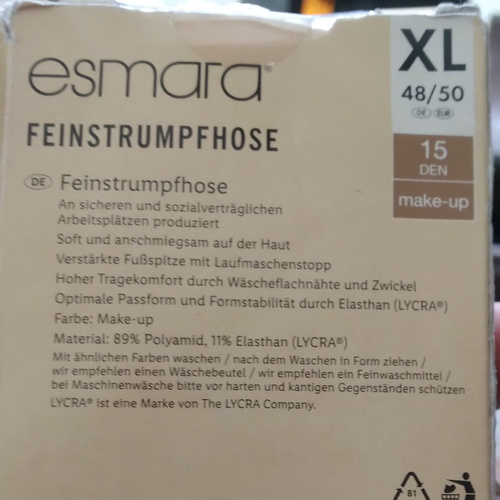 esmara®
XL
48/50
DE EUR
FEINSTRUMPFHOSE
15
DEN
make-up
DE Feinstrumpfhose
An sicheren und sozialverträglichen
Arbeitsplätzen produziert
Soft und anschmiegsam auf der Haut
Verstärkte Fußspitze mit Laufmaschenstopp
Hoher Tragekomfort durch Wäscheflachnähte und Zwickel
Optimale Passform und Formstabilität durch Elasthan (LYCRA®)
Farbe: Make-up
Material: 89% Polyamid, 11% Elasthan (LYCRA®)
Mit ähnlichen Farben waschen / nach dem Waschen in Form ziehen /
wir empfehlen einen Wäschebeutel / wir empfehlen ein Feinwaschmittel /
bei Maschinenwäsche bitte vor harten und kantigen Gegenständen schützen
LYCRA® ist eine Marke von The LYCRA Company.
81